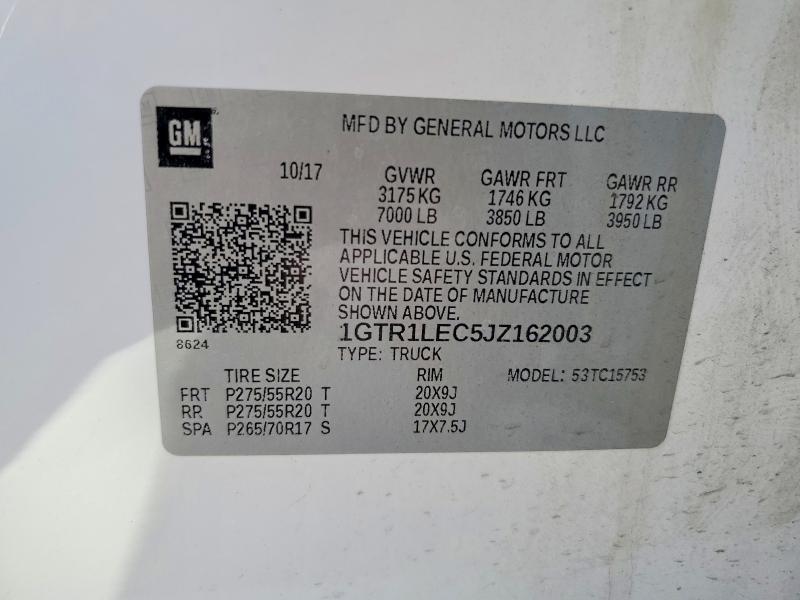 GM
MFD BY GENERAL MOTORS LLC
10/17 GVWR GAWR FRT GAWR RR
3175 KG 1746 KG 1792 KG
7000 LB 3850 LB 3950 LB
THIS VEHICLE CONFORMS TO ALL
APPLICABLE U.S. FEDERAL MOTOR
VEHICLE SAFETY STANDARDS IN EFFECT
ON THE DATE OF MANUFACTURE
SHOWN ABOVE.
1GTR1LEC5JZ162003
8624
TYPE: TRUCK
TIRE SIZE RIM MODEL: 53TC15753
FRT P275/55R20 T 20X9J
RR P275/55R20 T 20X9J
SPA P265/70R17 S 17X7.5J